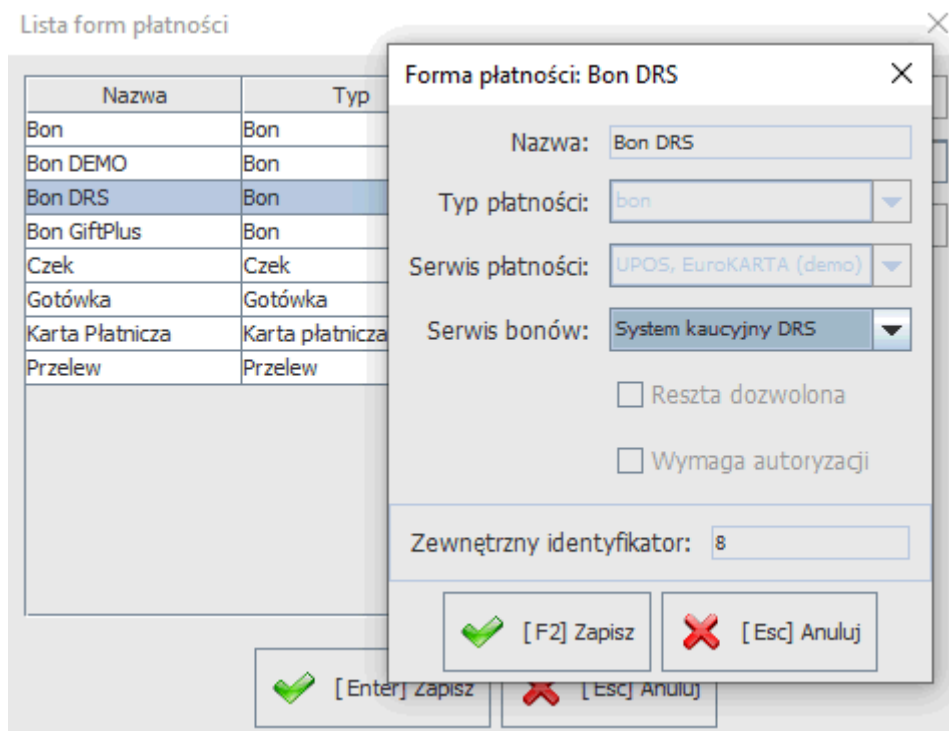 Lista form płatności
Nazwa Typ
Bon Bon
Bon DEMO Bon
Bon DRS Bon
Bon GiftPlus Bon
Czek Czek
Gotówka Gotówka
Karta Płatnicza Karta płatnicza
Przelew Przelew
[Enter] Zapisz [Esc] Anuluj
Forma płatności: Bon DRS
Nazwa: Bon DRS
Typ płatności: bon
Serwis płatności: UPOS, EuroKARTA (demo)
Serwis bonów: System kaucyjny DRS
Reszta dozwolona
Wymaga autoryzacji
Zewnętrzny identyfikator: 8
[F2] Zapisz [Esc] Anuluj